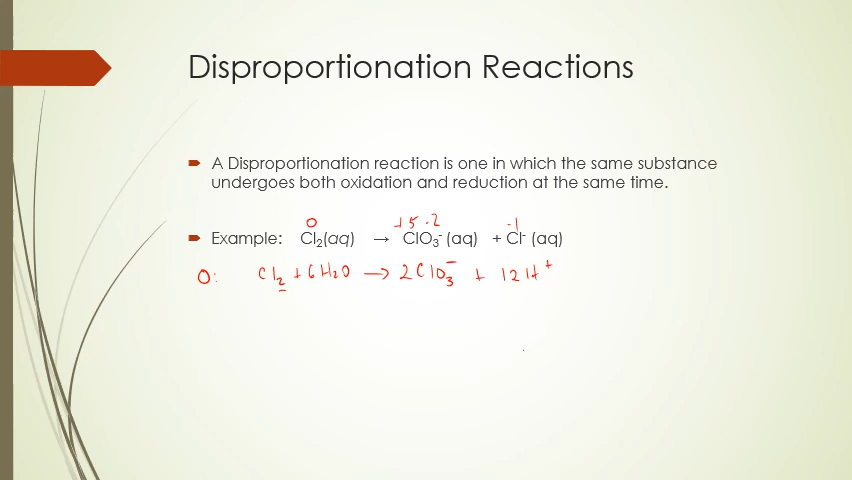 Disproportionation Reactions
A Disproportionation reaction is one in which the same substance
undergoes both oxidation and reduction at the same time.
0 +5 -2 -1
Example: Cl₂(aq) → ClO₃⁻ (aq) + Cl⁻ (aq)
O: Cl₂ + 6H₂O → 2ClO₃⁻ + 12H⁺